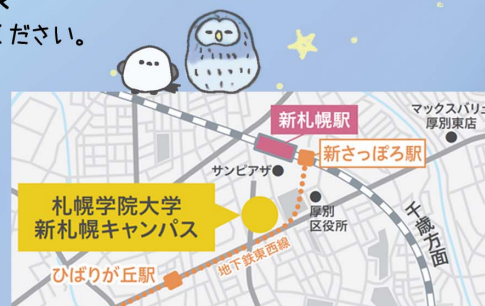 ください。
新札幌駅
マックスバリュ
厚別東店
新さっぽろ駅
サンピアザ
札幌学院大学
新札幌キャンパス
厚別
区役所
千歳方面
地下鉄東西線
ひばりが丘駅